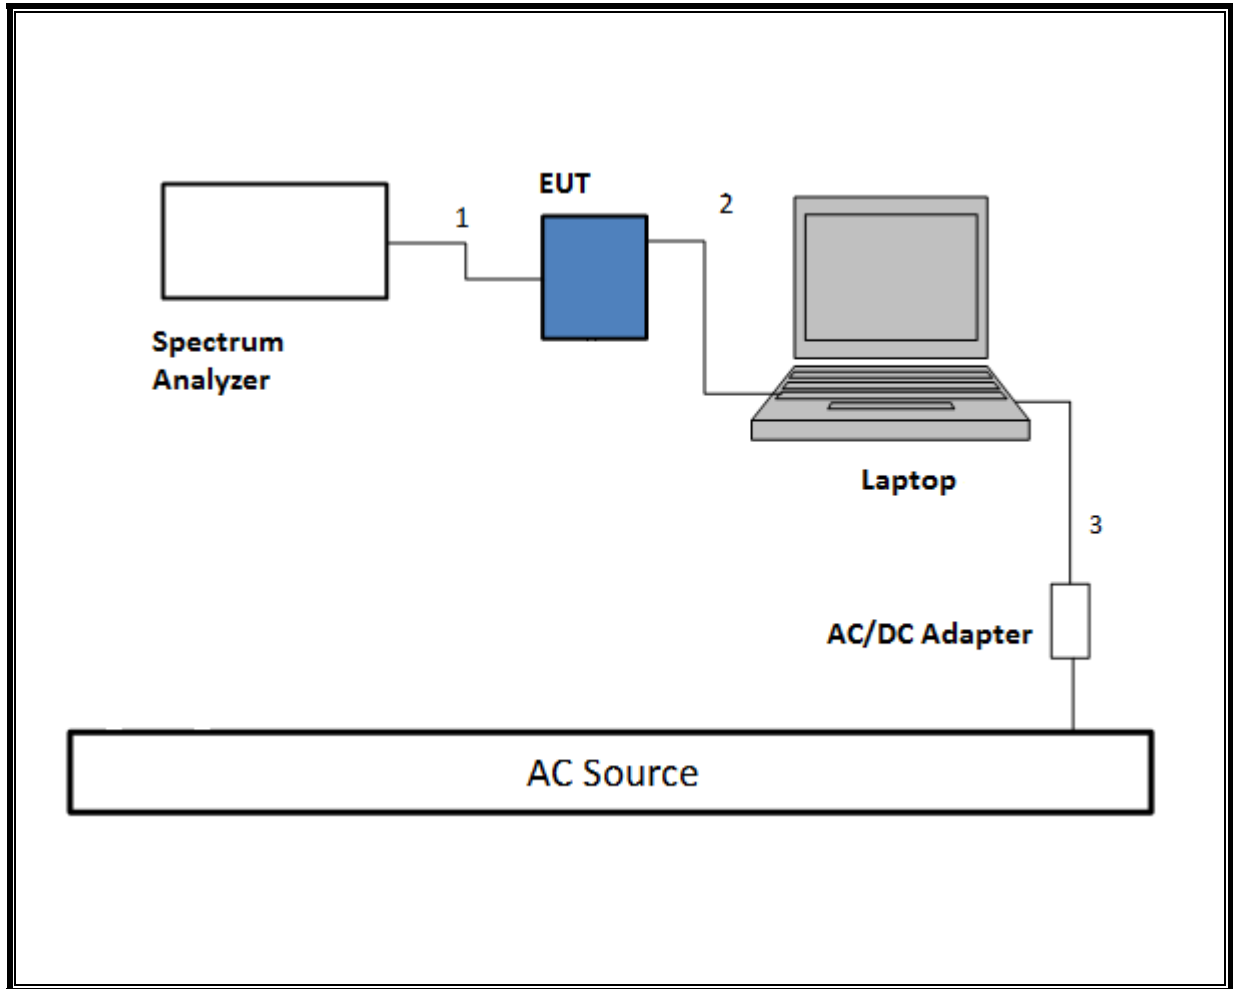 EUT
1
2
Spectrum
Analyzer
Laptop
3
AC/DC Adapter
AC Source